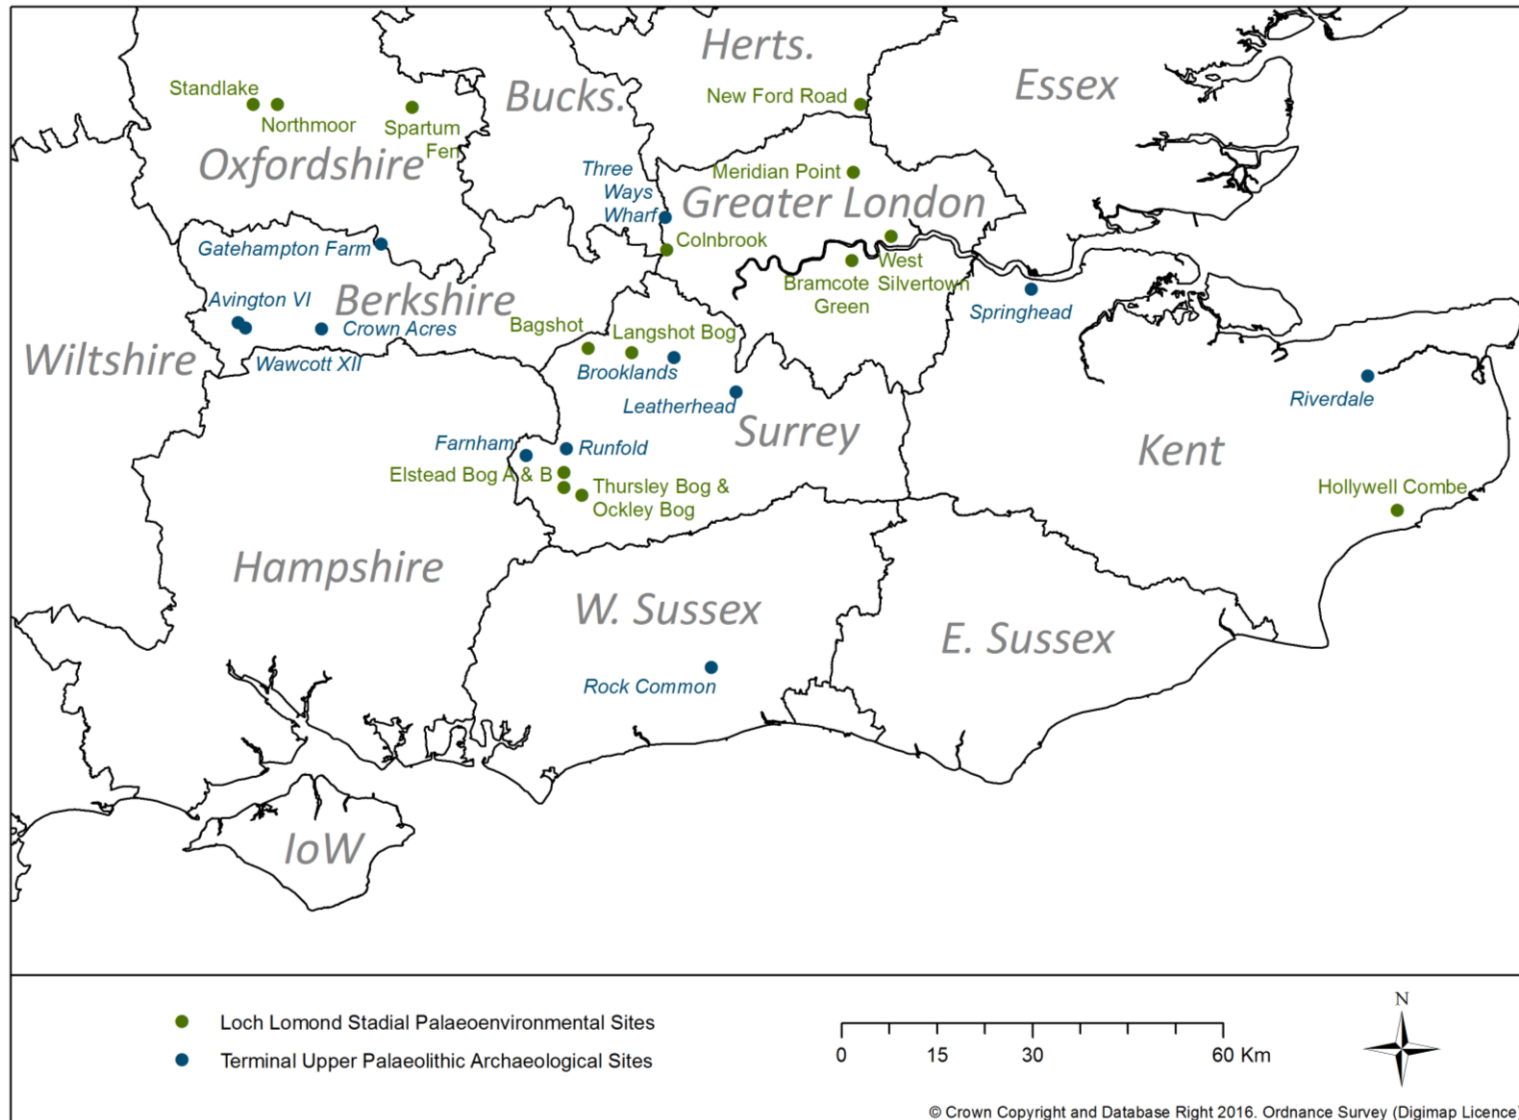 Herts.
Essex
Bucks.
Standlake
Northmoor
Spartum
Fen
Oxfordshire
New Ford Road
Three
Ways
Wharf
Meridian Point
Greater London
Colnbrook
Gatehampton Farm
West
Silvertown
Bramcote
Green
Springhead
Avington VI
Berkshire
Crown Acres
Wawcott XII
Wiltshire
Bagshot
Langshot Bog
Brooklands
Leatherhead
Riverdale
Surrey
Kent
Farnham
Runfold
Elstead Bog A & B
Thursley Bog &
Ockley Bog
Hollywell Combe
Hampshire
W. Sussex
E. Sussex
Rock Common
IoW
Loch Lomond Stadial Palaeoenvironmental Sites
Terminal Upper Palaeolithic Archaeological Sites
0 15 30 60 Km
N
© Crown Copyright and Database Right 2016. Ordnance Survey (Digimap Licence)